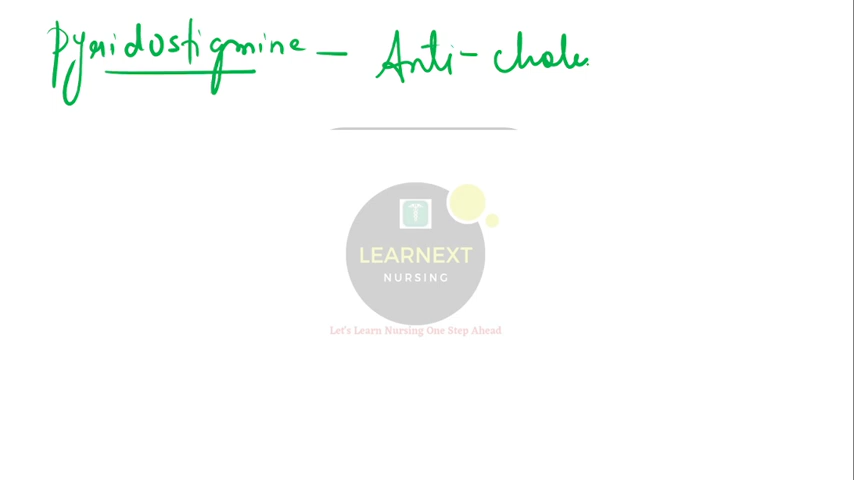 Pyridostigmine — Anti-chole
LEARNEXT
NURSING
Let's Learn Nursing One Step Ahead